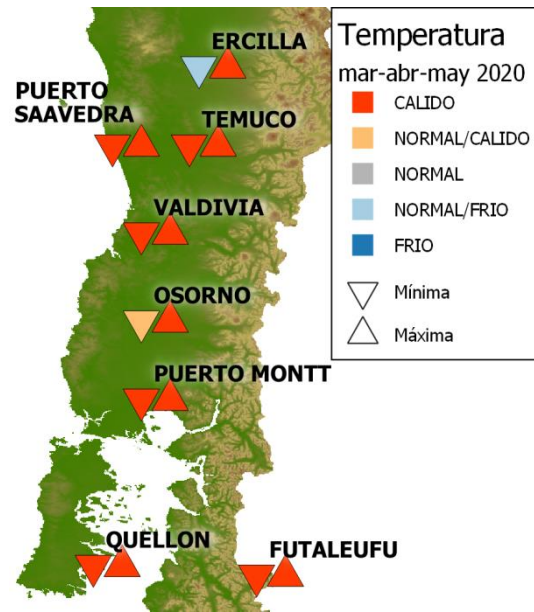 ERCILLA
PUERTO
SAAVEDRA
TEMUCO
VALDIVIA
OSORNO
PUERTO MONTT
QUELLON
FUTALEUFU
Temperatura
mar-abr-may 2020
CALIDO
NORMAL/CALIDO
NORMAL
NORMAL/FRIO
FRIO
Mínima
Máxima